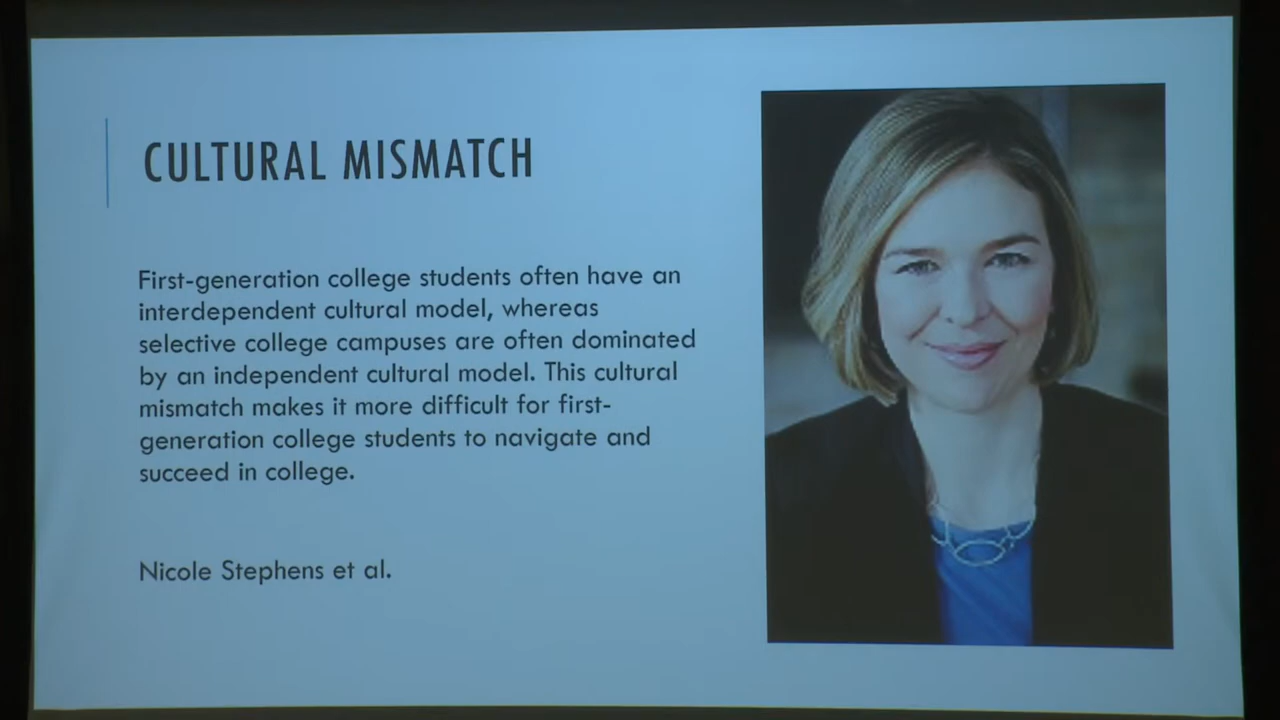 CULTURAL MISMATCH
First-generation college students often have an
interdependent cultural model, whereas
selective college campuses are often dominated
by an independent cultural model. This cultural
mismatch makes it more difficult for first-
generation college students to navigate and
succeed in college.
Nicole Stephens et al.